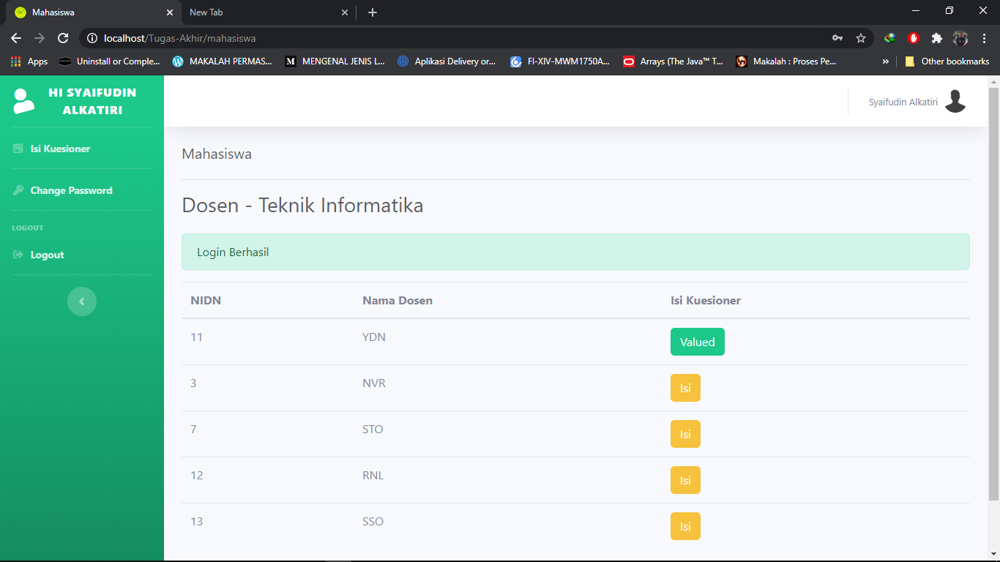 Mahasiswa
New Tab
localhost/Tugas-Akhir/mahasiswa
Apps
Uninstall or Comple...
MAKALAH PERMAS...
MENGENAL JENIS L...
Aplikasi Delivery or...
FI-XIV-MWM1750A...
Arrays (The Java™ T...
Makalah : Proses Pe...
»
Other bookmarks
HI SYAIFUDIN
ALKATIRI
Isi Kuesioner
Change Password
LOGOUT
Logout
Syaifudin Alkatiri
Mahasiswa
Dosen - Teknik Informatika
Login Berhasil
NIDN Nama Dosen Isi Kuesioner
11 YDN Valued
3 NVR Isi
7 STO Isi
12 RNL Isi
13 SSO Isi